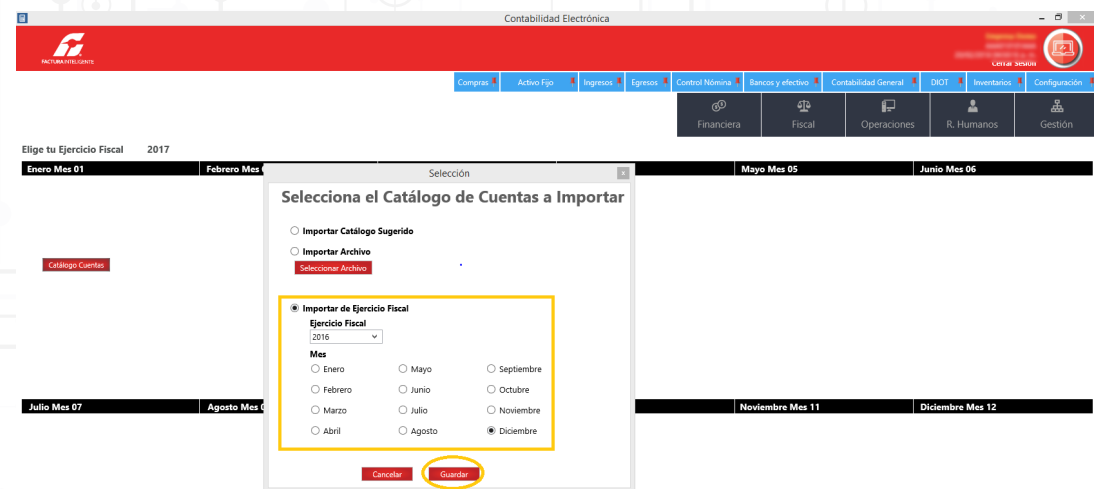 Contabilidad Electrónica
FACTURA INTELIGENTE
Cerrar Sesión
Compras Activo Fijo Ingresos Egresos Control Nómina Bancos y efectivo Contabilidad General DIOT Inventarios Configuración
Financiera Fiscal Operaciones R. Humanos Gestión
Elige tu Ejercicio Fiscal 2017
Enero Mes 01 Febrero Mes Mayo Mes 05 Junio Mes 06
Selección
Selecciona el Catálogo de Cuentas a Importar
Importar Catálogo Sugerido
Importar Archivo
Catálogo Cuentas
Seleccionar Archivo
Importar de Ejercicio Fiscal
Ejercicio Fiscal
2016
Mes
Enero Mayo Septiembre
Febrero Junio Octubre
Marzo Julio Noviembre
Abril Agosto Diciembre
Julio Mes 07 Agosto Mes Noviembre Mes 11 Diciembre Mes 12
Cancelar Guardar